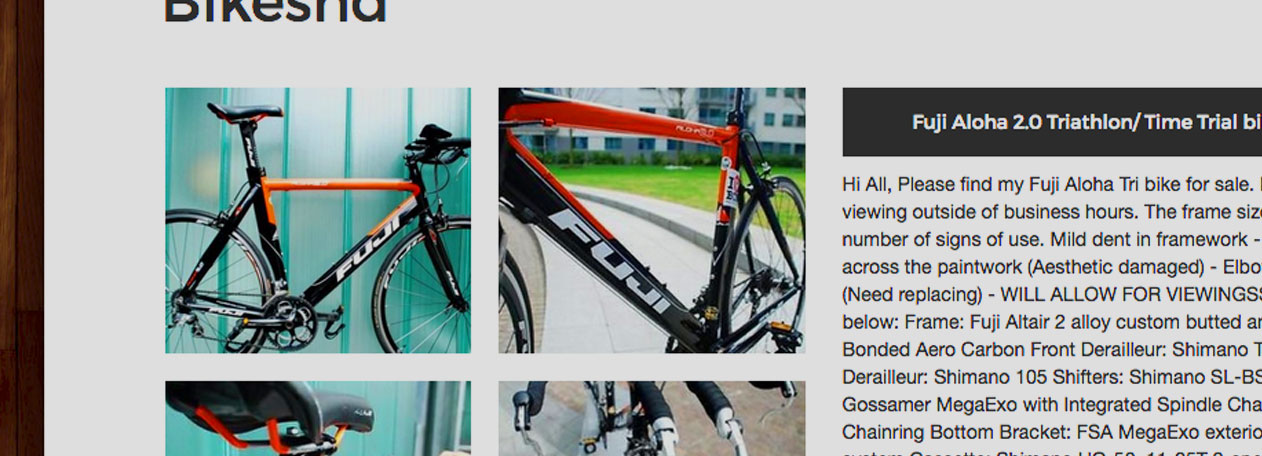 Bikeshd
Fuji Aloha 2.0 Triathlon/ Time Trial bi
Hi All, Please find my Fuji Aloha Tri bike for sale.
viewing outside of business hours. The frame size
number of signs of use. Mild dent in framework -
across the paintwork (Aesthetic damaged) - Elbo
(Need replacing) - WILL ALLOW FOR VIEWINGSS
below: Frame: Fuji Altair 2 alloy custom butted a
Bonded Aero Carbon Front Derailleur: Shimano T
Derailleur: Shimano 105 Shifters: Shimano SL-BS
Gossamer MegaExo with Integrated Spindle Cha
Chainring Bottom Bracket: FSA MegaExo exterio
FUJI
FUJI